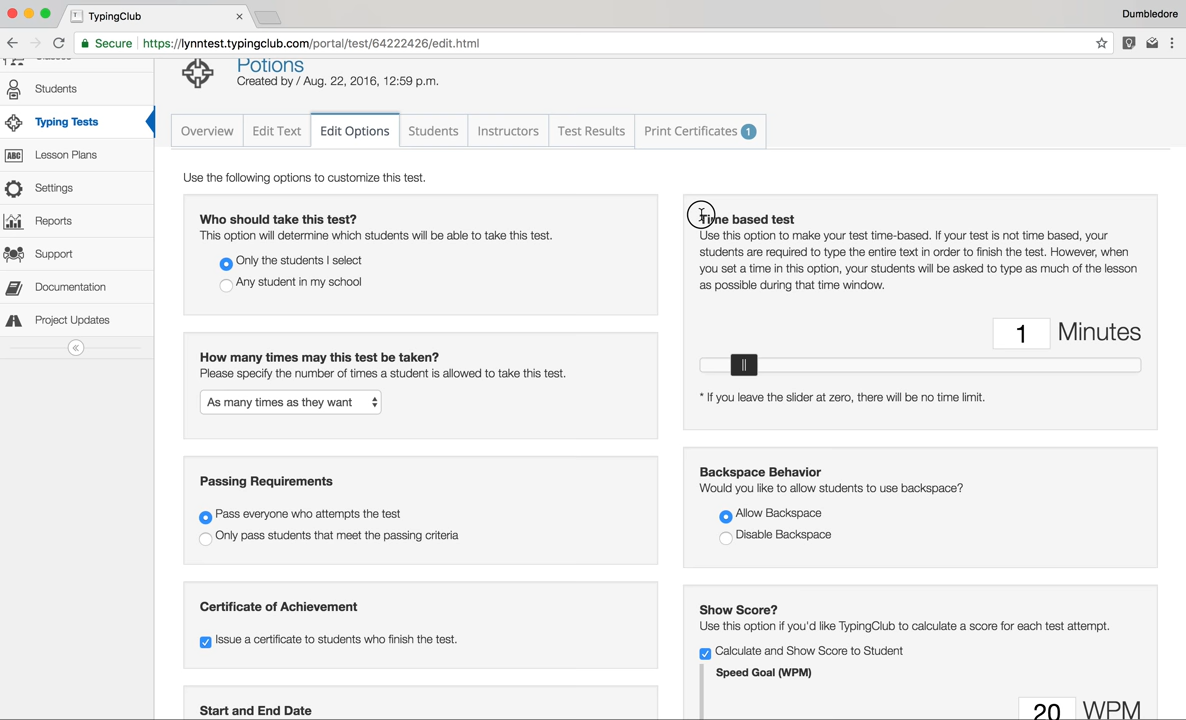 TypingClub
Dumbledore
Secure https://lynntest.typingclub.com/portal/test/64222426/edit.html
Classes
Students
Typing Tests
ABC Lesson Plans
Settings
Reports
Support
Documentation
Project Updates
Potions
Created by / Aug. 22, 2016, 12:59 p.m.
Overview Edit Text Edit Options Students Instructors Test Results Print Certificates 1
Use the following options to customize this test.
Who should take this test?
This option will determine which students will be able to take this test.
Only the students I select
Any student in my school
How many times may this test be taken?
Please specify the number of times a student is allowed to take this test.
As many times as they want
Passing Requirements
Pass everyone who attempts the test
Only pass students that meet the passing criteria
Certificate of Achievement
Issue a certificate to students who finish the test.
Start and End Date
Time based test
Use this option to make your test time-based. If your test is not time based, your
students are required to type the entire text in order to finish the test. However, when
you set a time in this option, your students will be asked to type as much of the lesson
as possible during that time window.
1 Minutes
* If you leave the slider at zero, there will be no time limit.
Backspace Behavior
Would you like to allow students to use backspace?
Allow Backspace
Disable Backspace
Show Score?
Use this option if you'd like TypingClub to calculate a score for each test attempt.
Calculate and Show Score to Student
Speed Goal (WPM)
20 WPM